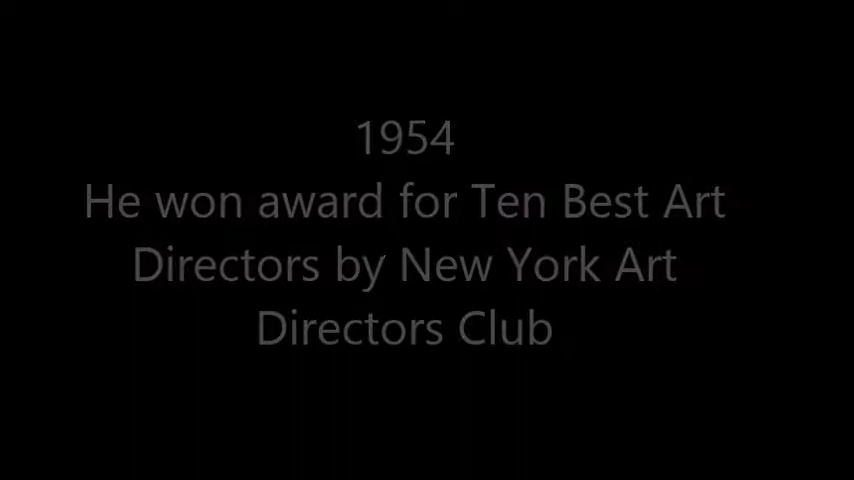 1954
He won award for Ten Best Art
Directors by New York Art
Directors Club